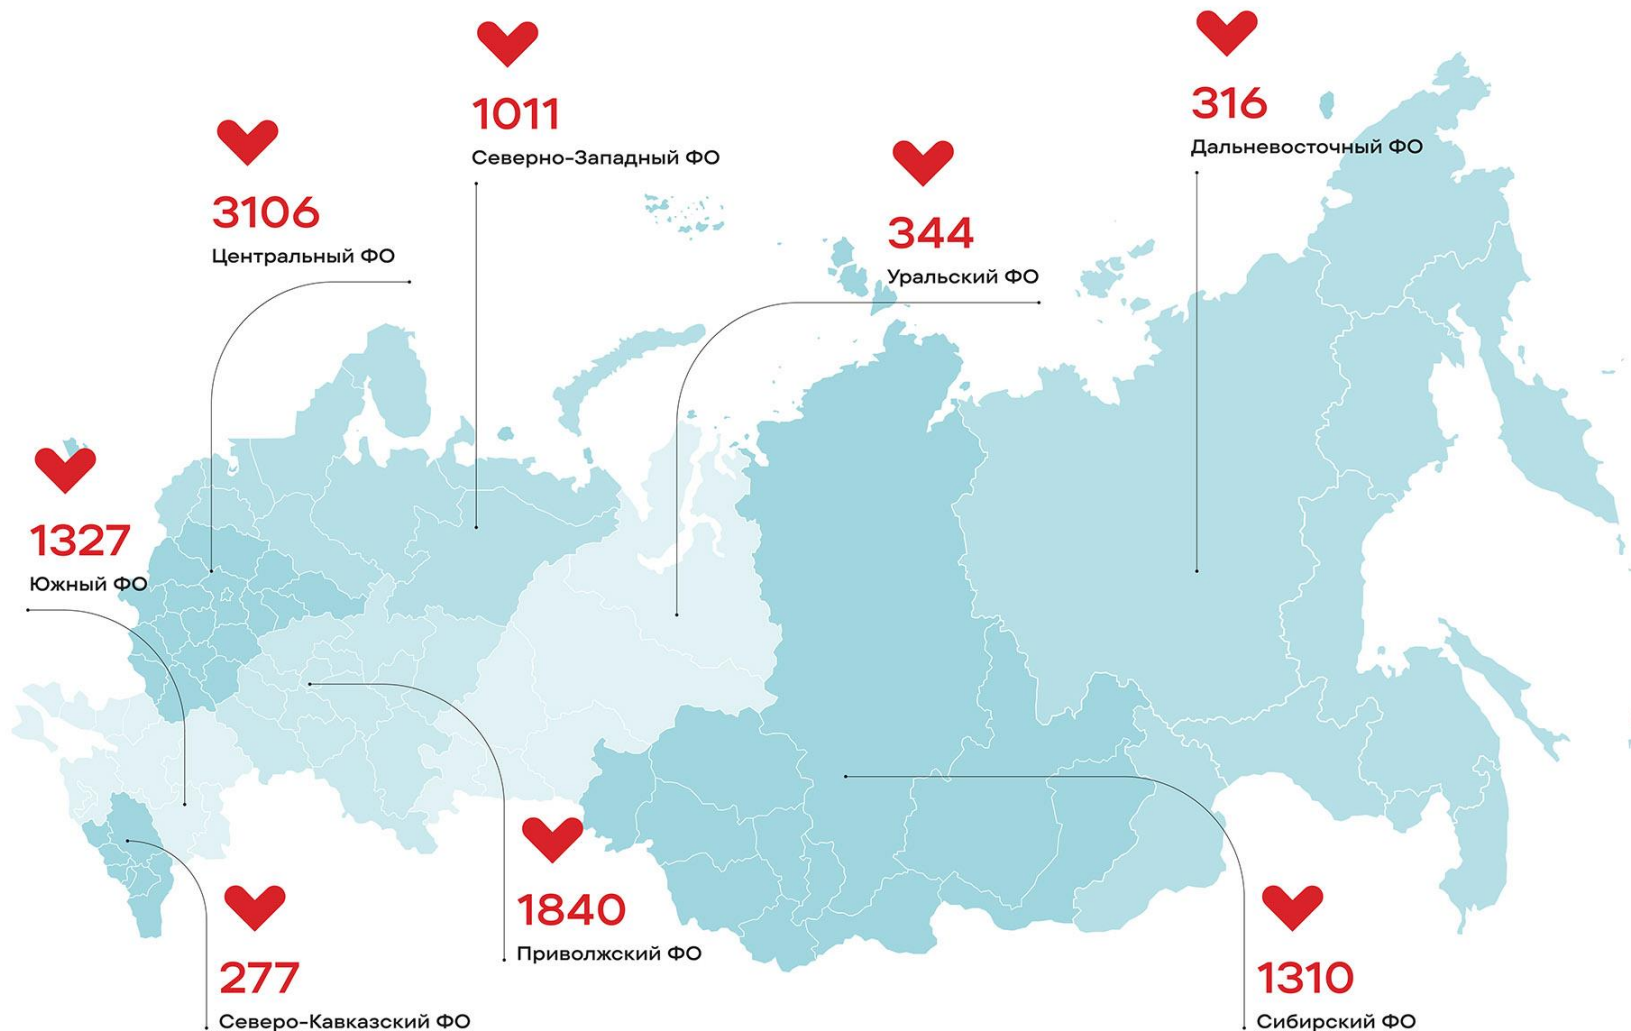 1011
Северно-Западный ФО
316
Дальневосточный ФО
3106
Центральный ФО
344
Уральский ФО
1327
Южный ФО
1840
Приволжский ФО
277
Северо-Кавказский ФО
1310
Сибирский ФО